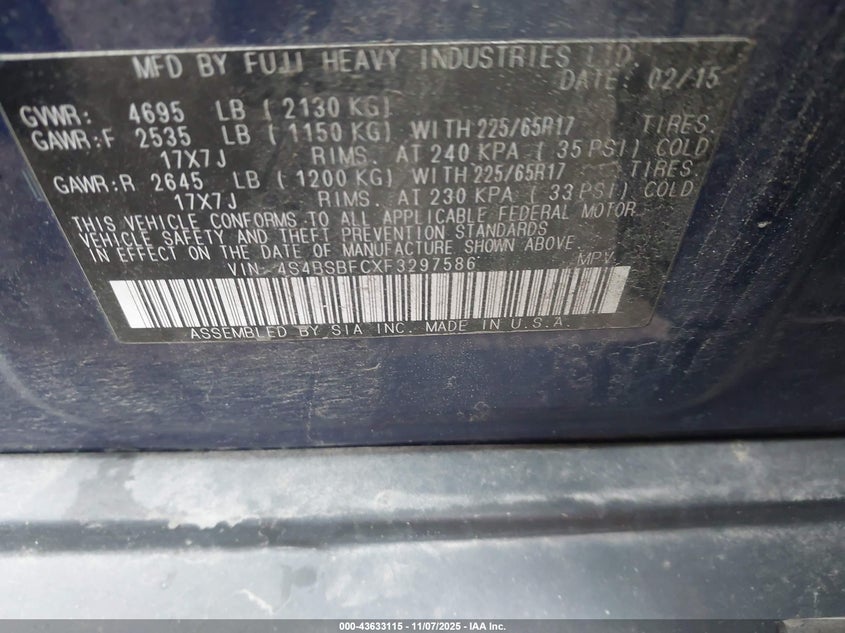 MFD BY FUJI HEAVY INDUSTRIES LTD.
DATE: 02/15
GVWR: 4695 LB ( 2130 KG)
GAWR:F 2535 LB ( 1150 KG) WITH 225/65R17 TIRES.
17X7J RIMS. AT 240 KPA ( 35 PSI) COLD
GAWR:R 2645 LB ( 1200 KG) WITH 225/65R17 TIRES.
17X7J RIMS. AT 230 KPA ( 33 PSI) COLD
THIS VEHICLE CONFORMS TO ALL APPLICABLE FEDERAL MOTOR
VEHICLE SAFETY AND THEFT PREVENTION STANDARDS
IN EFFECT ON THE DATE OF MANUFACTURE SHOWN ABOVE.
VIN: 4S4BSBFCXF3297586 MPV
ASSEMBLED BY SIA INC. MADE IN U.S.A.
000-43633115 - 11/07/2025 - IAA Inc.